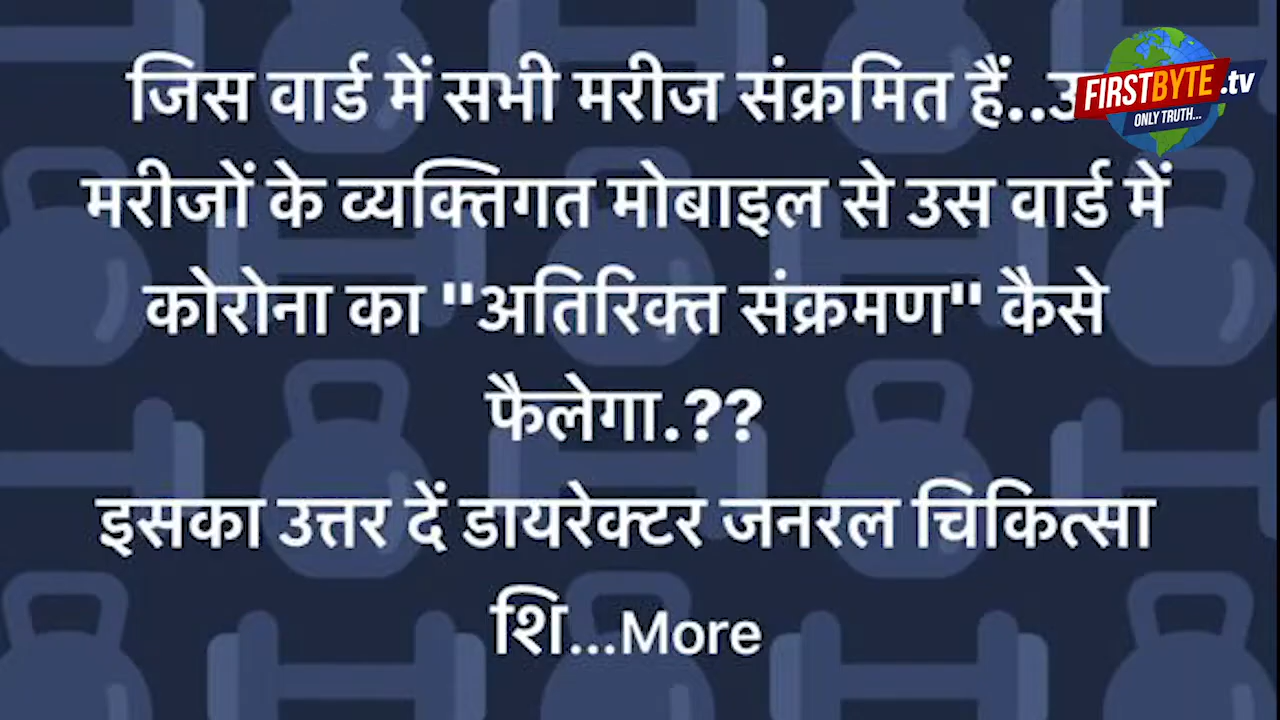 जिस वार्ड में सभी मरीज संक्रमित हैं..
मरीजों के व्यक्तिगत मोबाइल से उस वार्ड में
कोरोना का "अतिरिक्त संक्रमण" कैसे
फैलेगा.??
इसका उत्तर दें डायरेक्टर जनरल चिकित्सा
शि...More
FIRSTBYTE.tv
ONLY TRUTH...